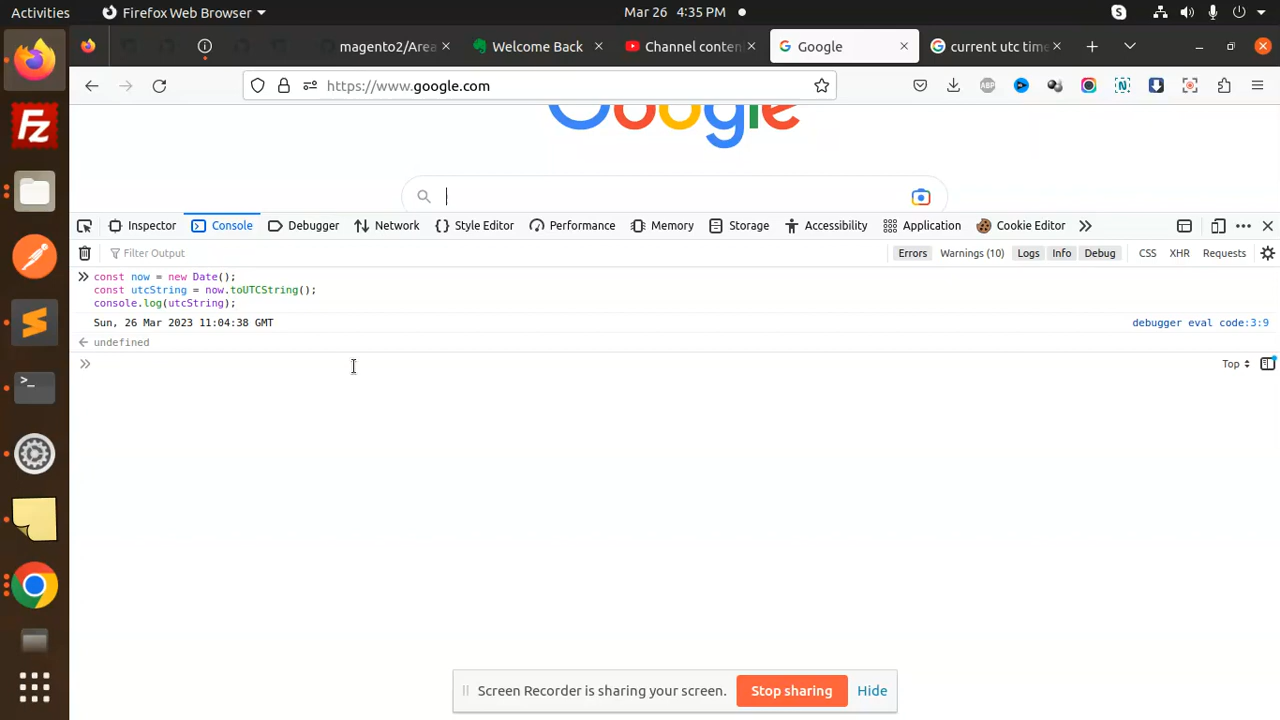 Activities Firefox Web Browser Mar 26 4:35 PM
magento2/Area Welcome Back Channel conten Google current utc time
https://www.google.com
Google
Inspector Console Debugger Network Style Editor Performance Memory Storage Accessibility Application Cookie Editor
Filter Output Errors Warnings (10) Logs Info Debug CSS XHR Requests
const now = new Date();
const utcString = now.toUTCString();
console.log(utcString);
Sun, 26 Mar 2023 11:04:38 GMT debugger eval code:3:9
undefined
Top
Screen Recorder is sharing your screen. Stop sharing Hide